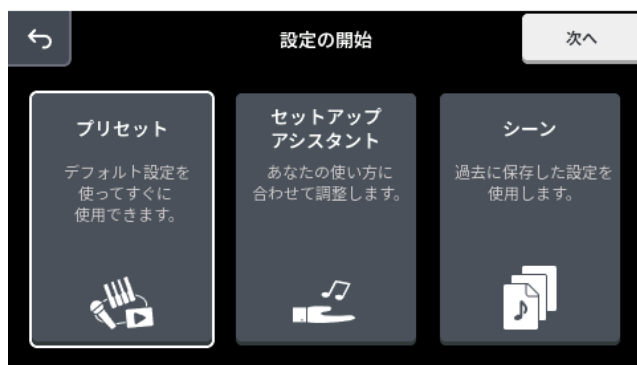 設定の開始
次へ
プリセット
デフォルト設定を
使ってすぐに
使用できます。
セットアップ
アシスタント
あなたの使い方に
合わせて調整します。
シーン
過去に保存した設定を
使用します。